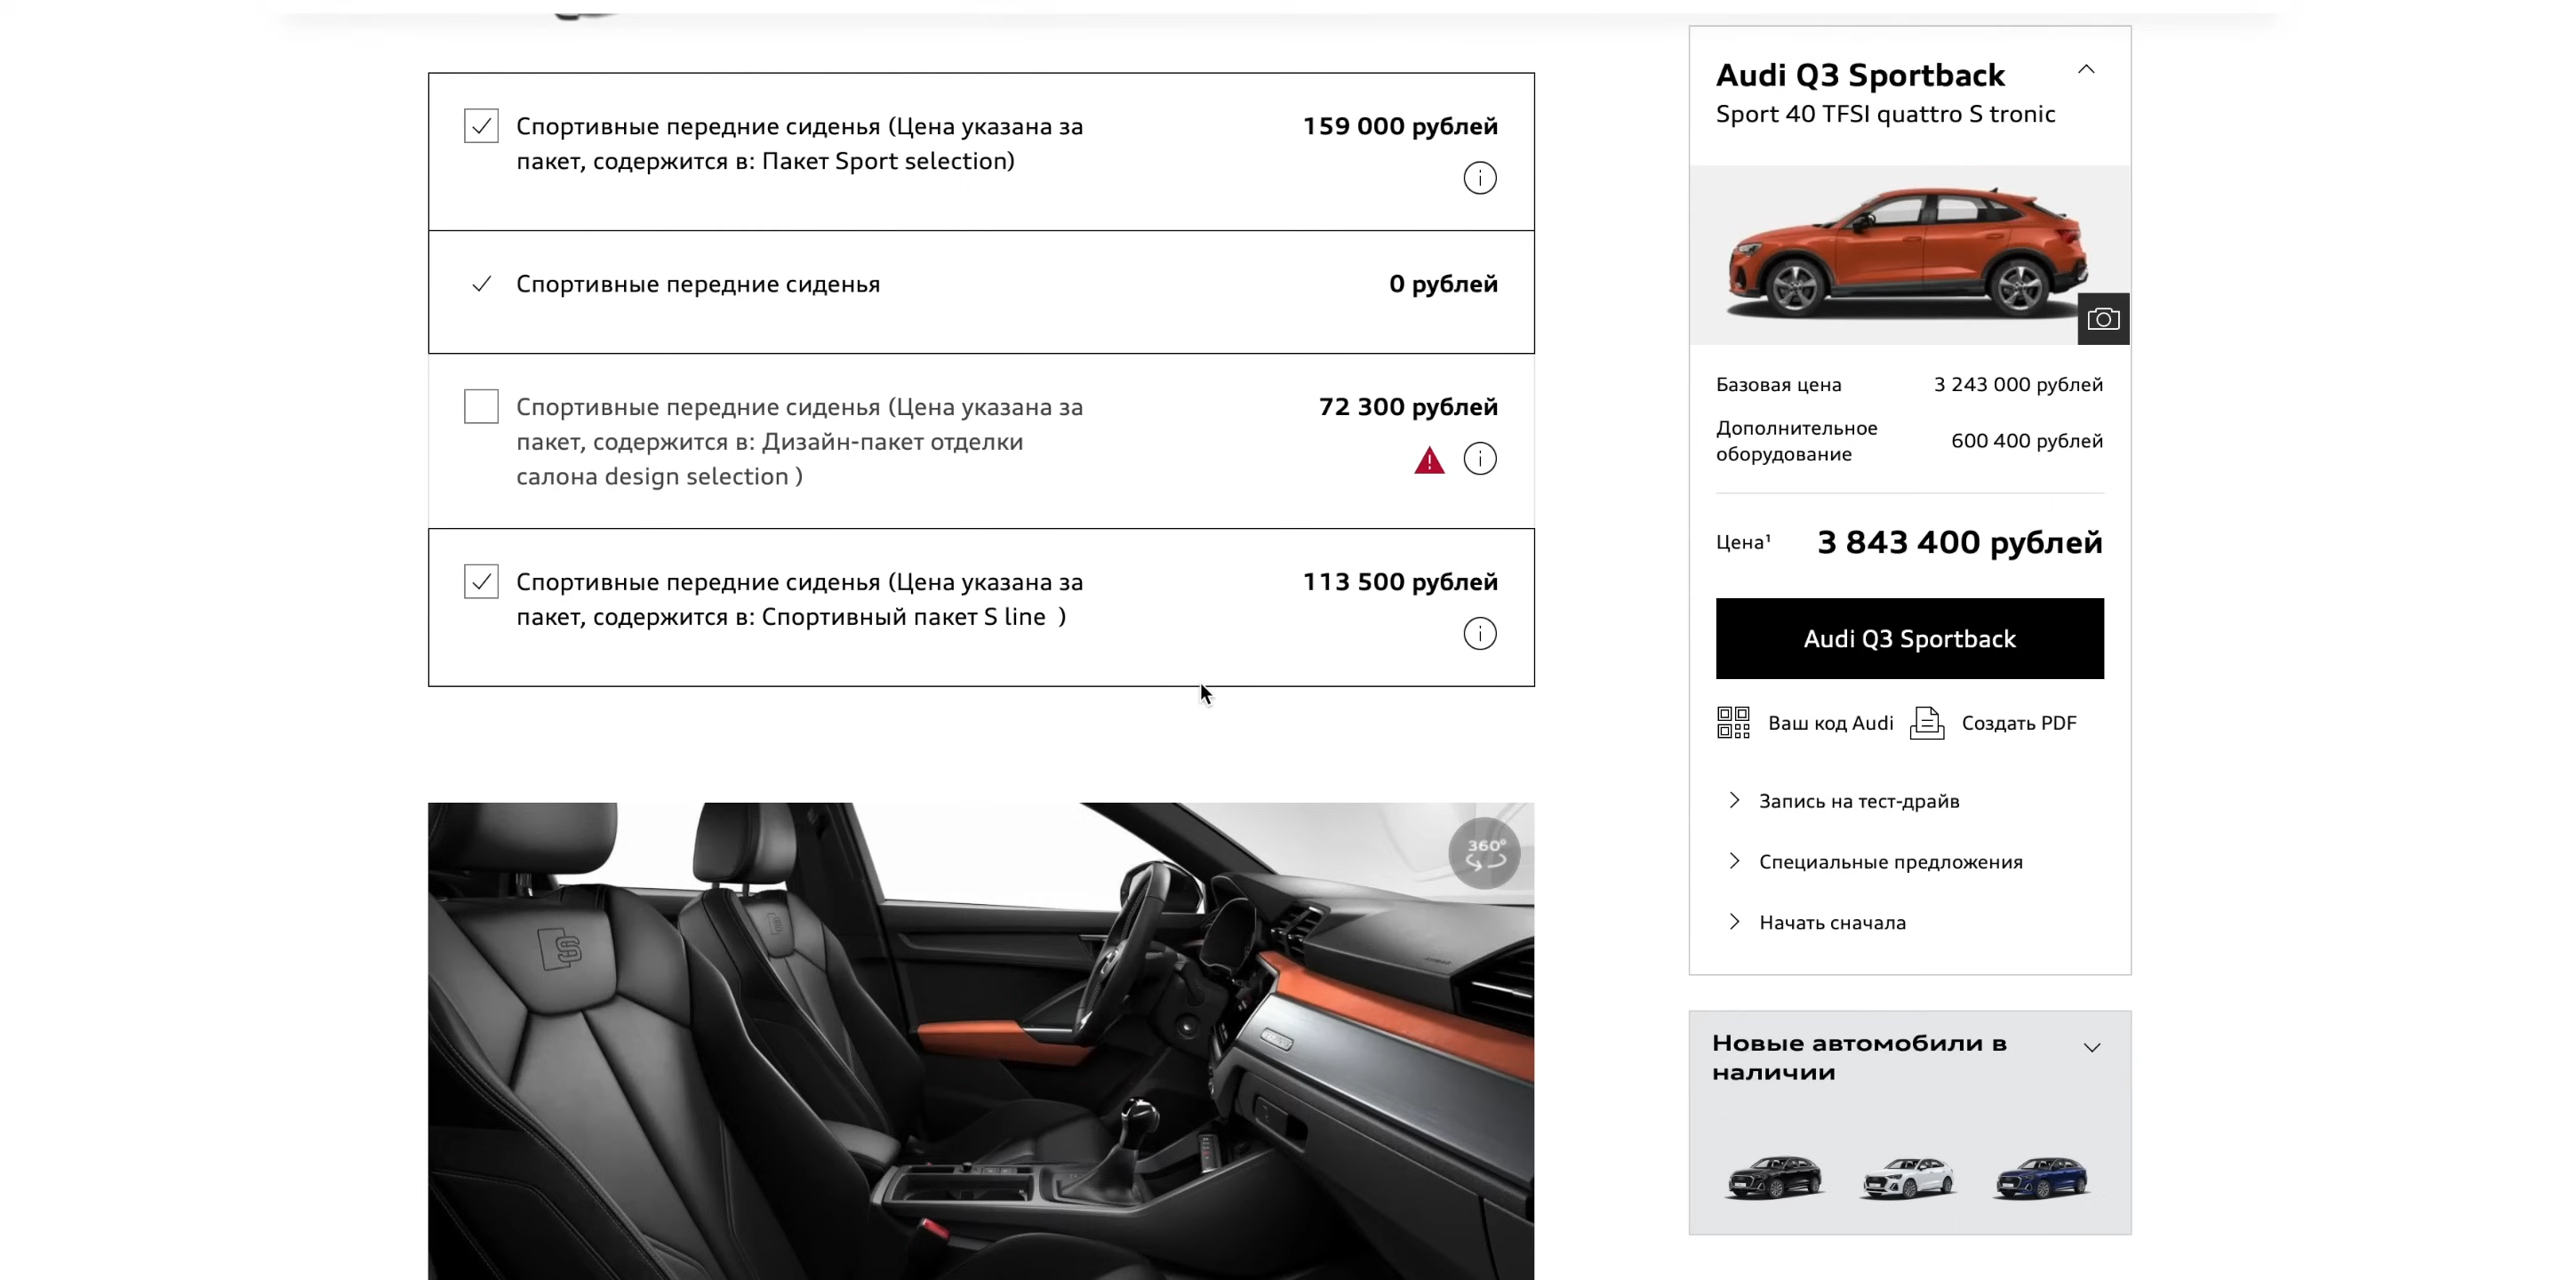 Спортивные передние сиденья (Цена указана за
пакет, содержится в: Пакет Sport selection)
159 000 рублей
Спортивные передние сиденья
0 рублей
Спортивные передние сиденья (Цена указана за
пакет, содержится в: Дизайн-пакет отделки
салона design selection )
72 300 рублей
Спортивные передние сиденья (Цена указана за
пакет, содержится в: Спортивный пакет S line )
113 500 рублей
360°
S
Audi Q3 Sportback
Sport 40 TFSI quattro S tronic
Базовая цена
3 243 000 рублей
Дополнительное
оборудование
600 400 рублей
Цена¹
3 843 400 рублей
Audi Q3 Sportback
Ваш код Audi
Создать PDF
Запись на тест-драйв
Специальные предложения
Начать сначала
Новые автомобили в
наличии